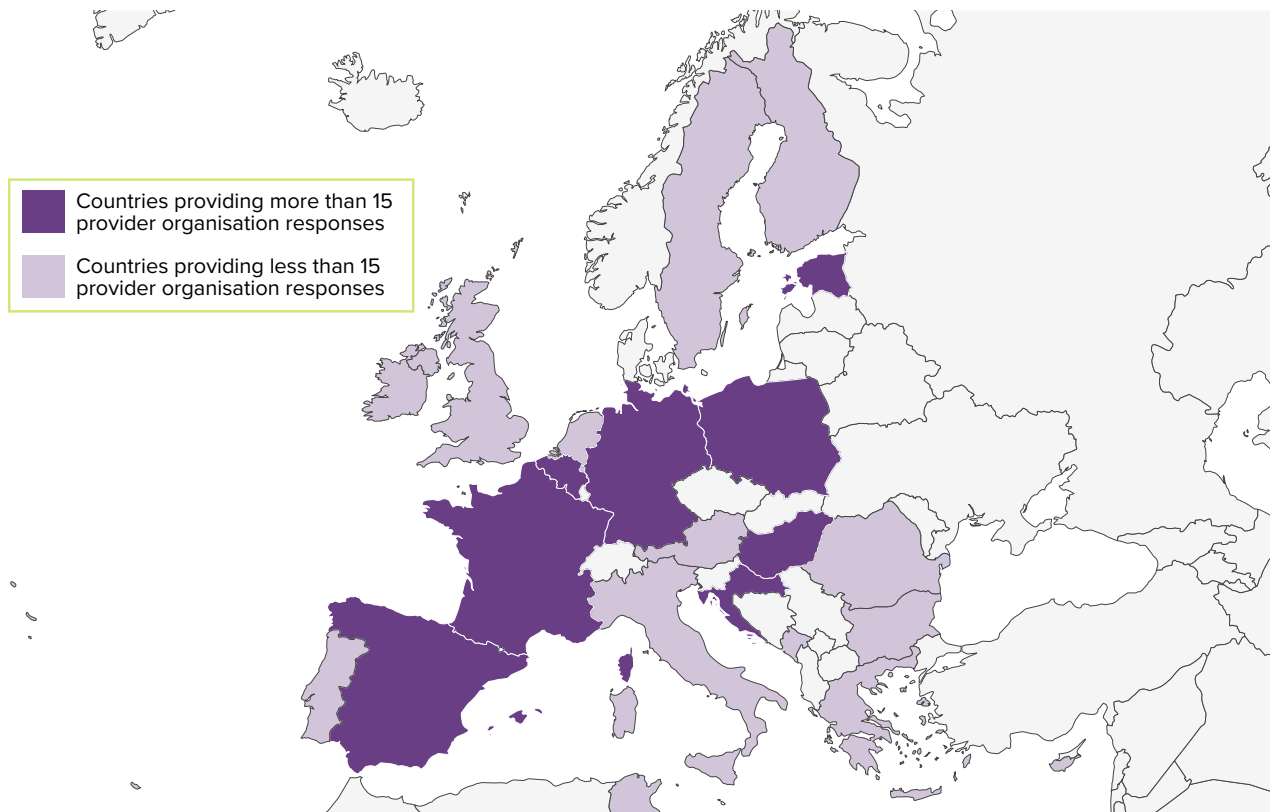 Countries providing more than 15
provider organisation responses
Countries providing less than 15
provider organisation responses